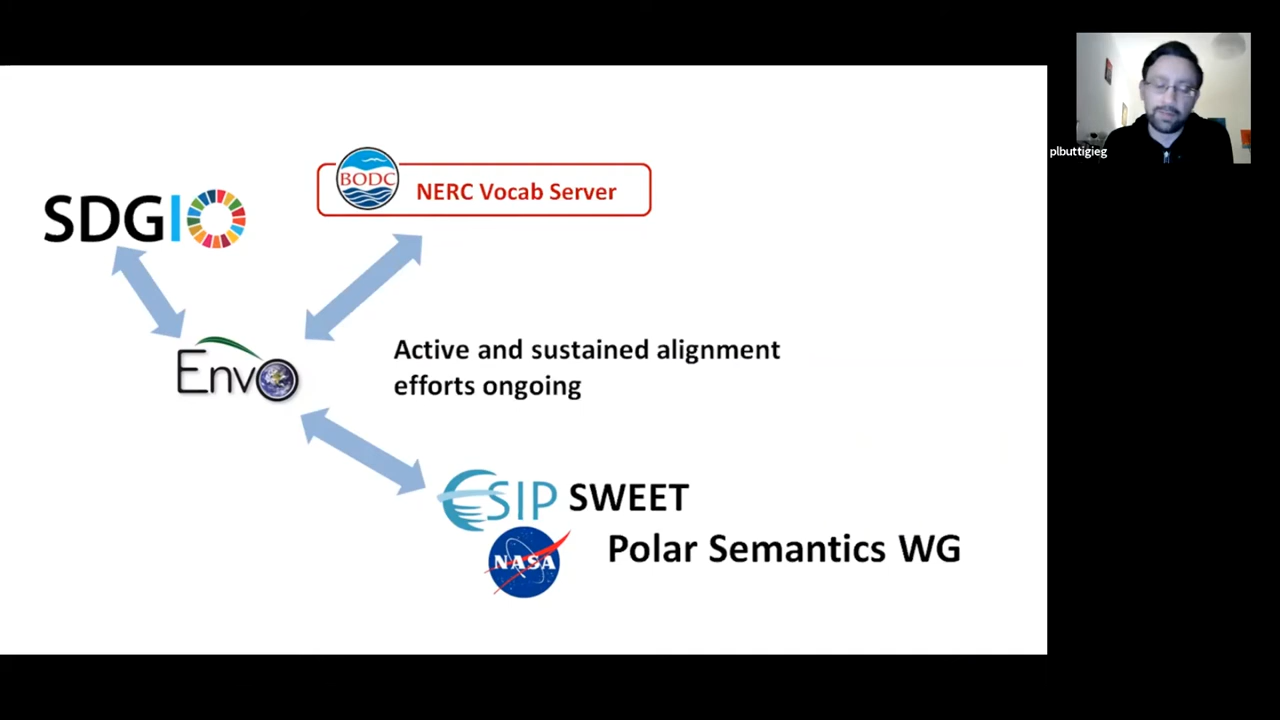 BODC
NERC Vocab Server
SDGIO
plbuttigieg
Envo
Active and sustained alignment
efforts ongoing
ESIP SWEET
NASA
Polar Semantics WG